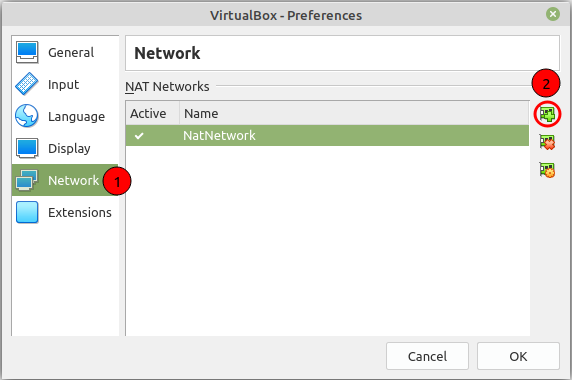 VirtualBox - Preferences
General
Input
Language
Display
Network
1
Extensions
Network
NAT Networks
2
Active Name
NatNetwork
Cancel OK